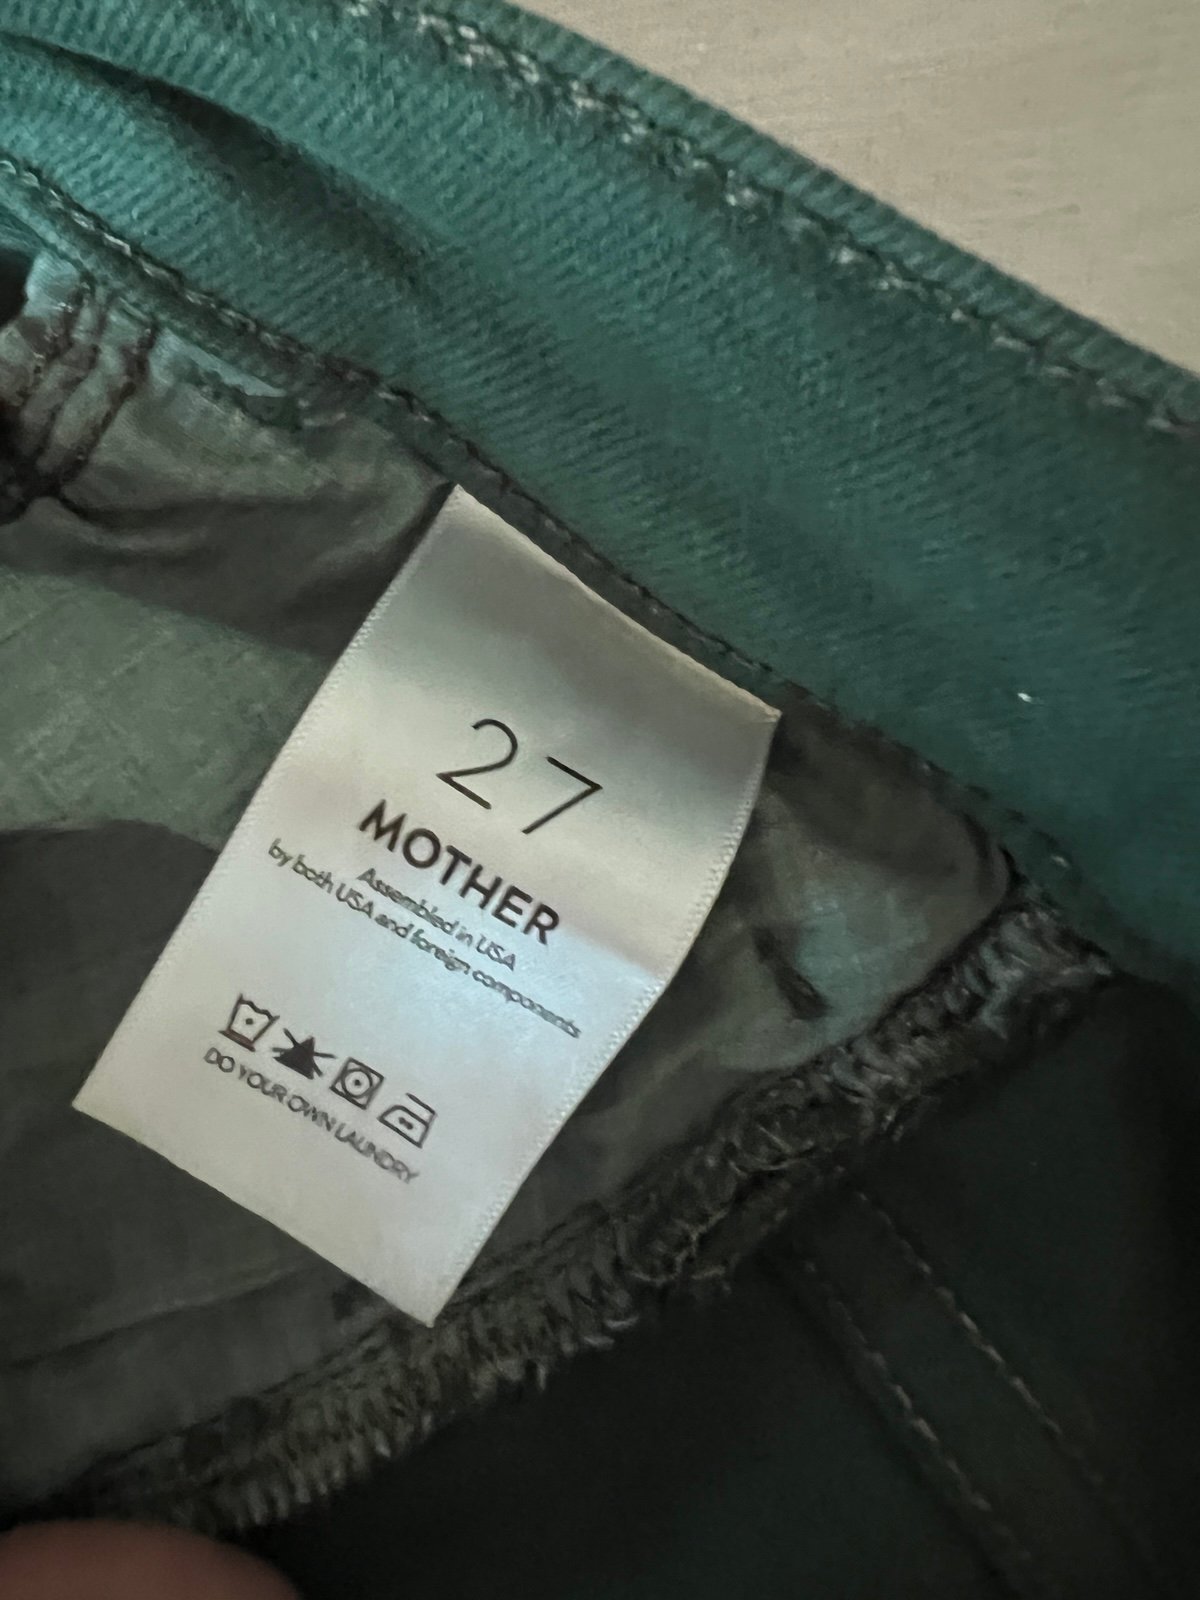 27
MOTHER
Assembled in USA
by both USA and foreign components
DO YOUR OWN LAUNDRY